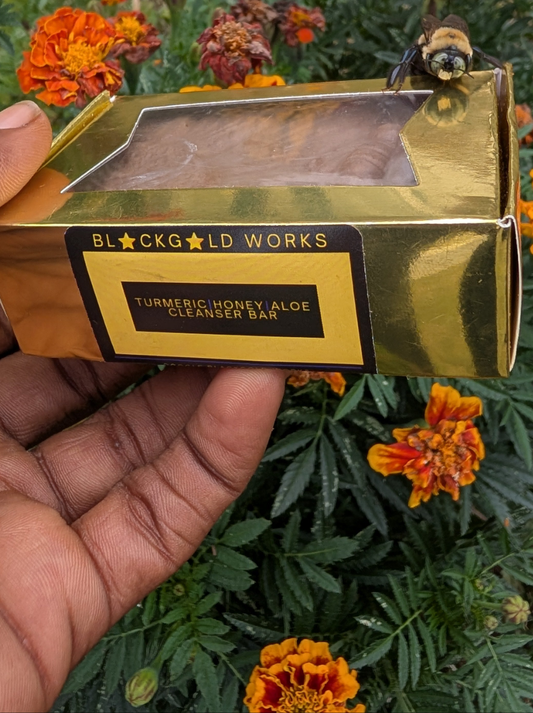 BL★CKG★LD WORKS
TURMERIC|HONEY|ALOE
CLEANSER BAR